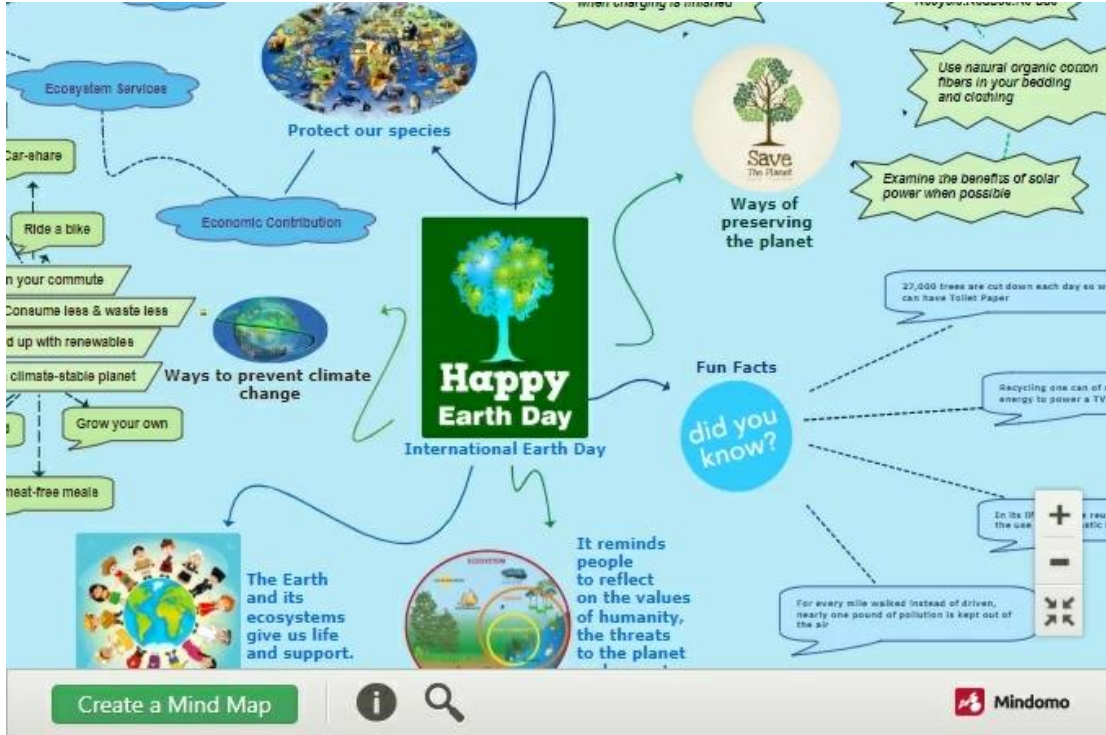 when charging is finished
Recycle.Reduce.Re-Use
Ecosystem Services
Use natural organic cotton
fibers in your bedding
and clothing
Protect our species
Car-share
Save
The Planet
Examine the benefits of solar
power when possible
Ways of
preserving
the planet
Economic Contribution
Ride a bike
n your commute
Consume less & waste less
d up with renewables
climate-stable planet
Ways to prevent climate
change
27,000 trees are cut down each day so w
can have Toilet Paper
Happy
Earth Day
International Earth Day
Fun Facts
did you
know?
Recycling one can of
energy to power a TV
Grow your own
d
meat-free meals
In its
the use
For every mile walked instead of driven,
nearly one pound of pollution is kept out of
the air
The Earth
and its
ecosystems
give us life
and support.
ECOSYSTEM
It reminds
people
to reflect
on the values
of humanity,
the threats
to the planet
+
-
Create a Mind Map
i
Mindomo